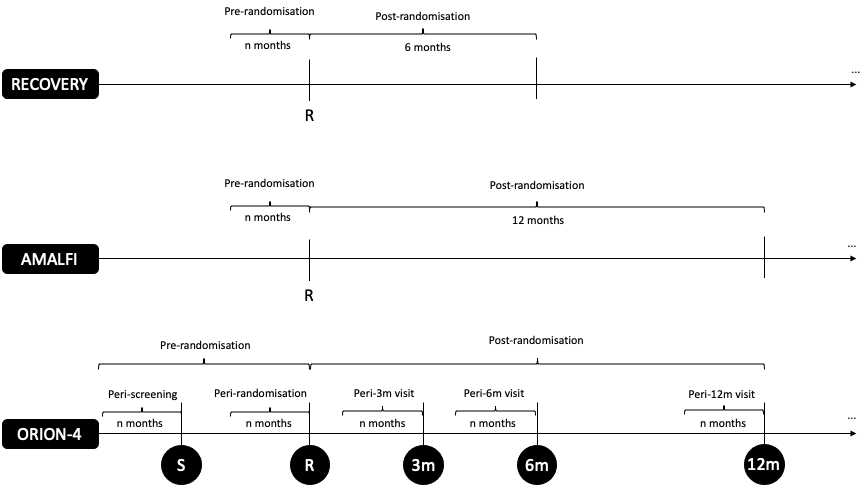 Pre-randomisation
Post-randomisation
n months
6 months
RECOVERY
...
R
Pre-randomisation
Post-randomisation
n months
12 months
AMALFI
...
R
Pre-randomisation
Post-randomisation
Peri-screening
Peri-randomisation
Peri-3m visit
Peri-6m visit
Peri-12m visit
n months
n months
n months
n months
n months
ORION-4
...
S
R
3m
6m
12m